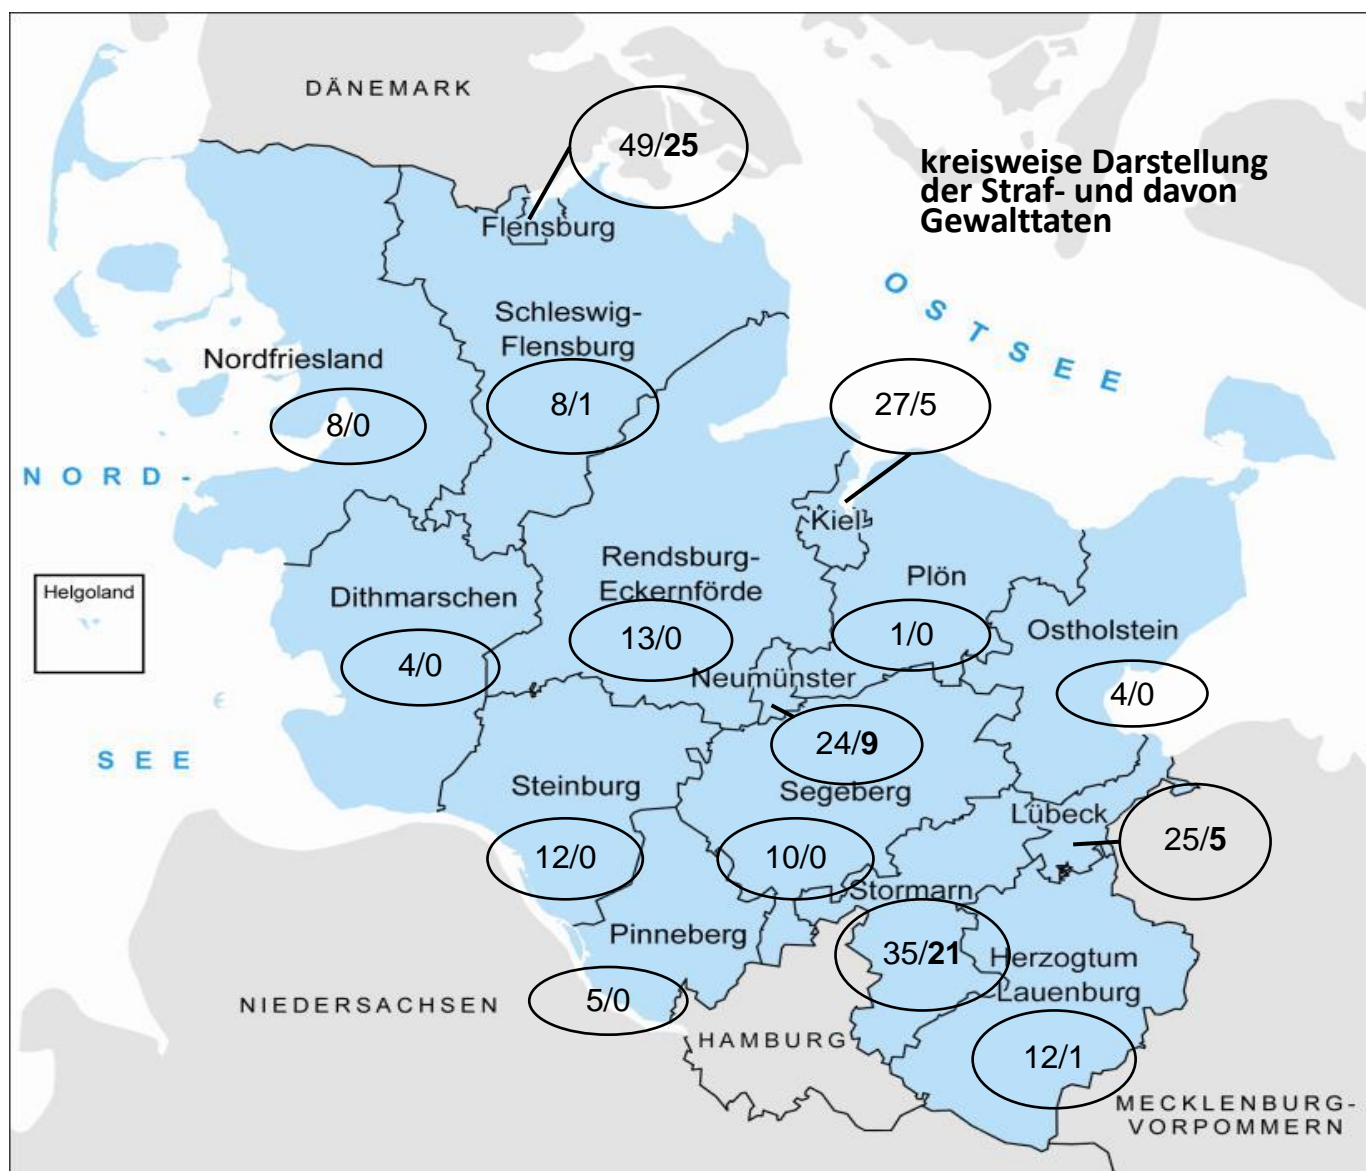 DÄNEMARK
49/25
kreisweise Darstellung
der Straf- und davon
Gewalttaten
Flensburg
OSTSEE
Schleswig-
Flensburg
Nordfriesland
8/1
27/5
8/0
NORD-
Kiel
Rendsburg-
Eckernförde
Plön
Helgoland
Dithmarschen
13/0
1/0
Ostholstein
4/0
Neumünster
4/0
24/9
SEE
Steinburg
Segeberg
Lübeck
25/5
12/0
10/0
Stormarn
Pinneberg
35/21
Herzogtum
Lauenburg
NIEDERSACHSEN
5/0
HAMBURG
12/1
MECKLENBURG-
VORPOMMERN